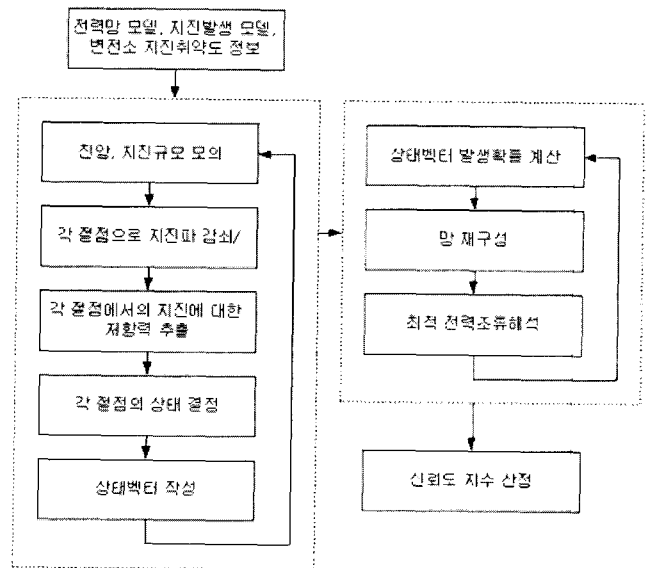 전력망 모델, 지진발생 모델,
변전소 지진취약도 정보
진앙, 지진규모 모의
각 절점으로 지진파 감쇠/
각 절점에서의 지진에 대한
저항력 추출
각 절점의 상태 결정
상태벡터 작성
상태벡터 발생확률 계산
망 재구성
최적 전력조류해석
신뢰도 지수 산정